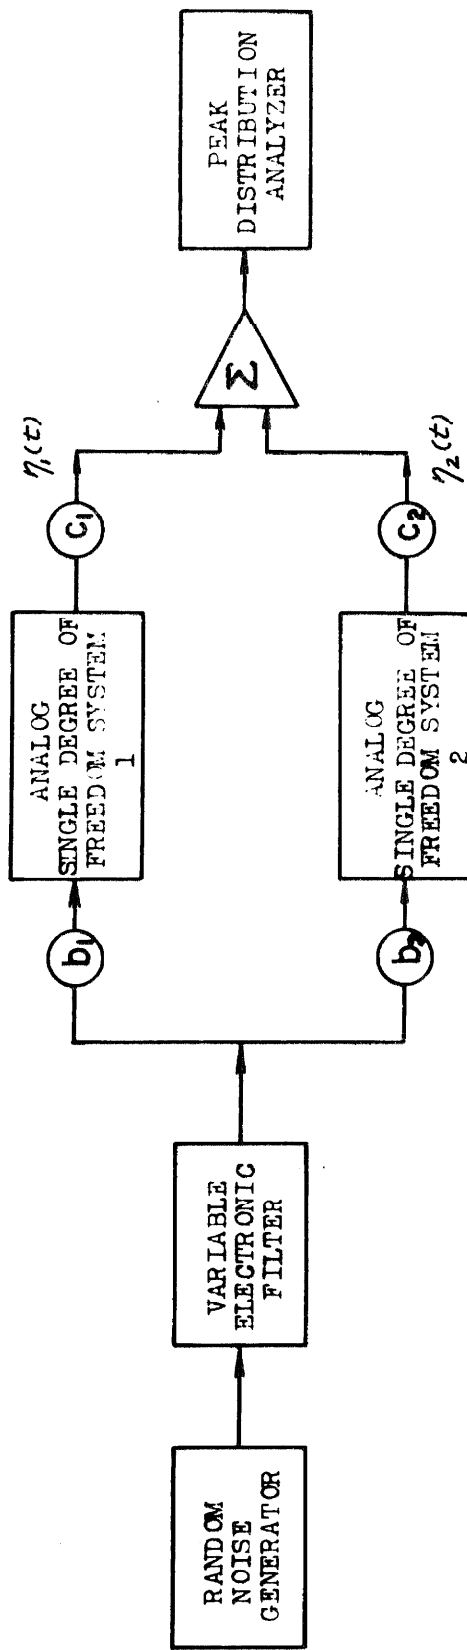 RANDOM
NOISE
GENERATOR
VARIABLE
ELECTRONIC
FILTER
b1
ANALOG
SINGLE DEGREE OF
FREEDOM SYSTEM
1
c1
η1(t)
b2
ANALOG
SINGLE DEGREE OF
FREEDOM SYSTEM
2
c2
η2(t)
Σ
PEAK
DISTRIBUTION
ANALYZER